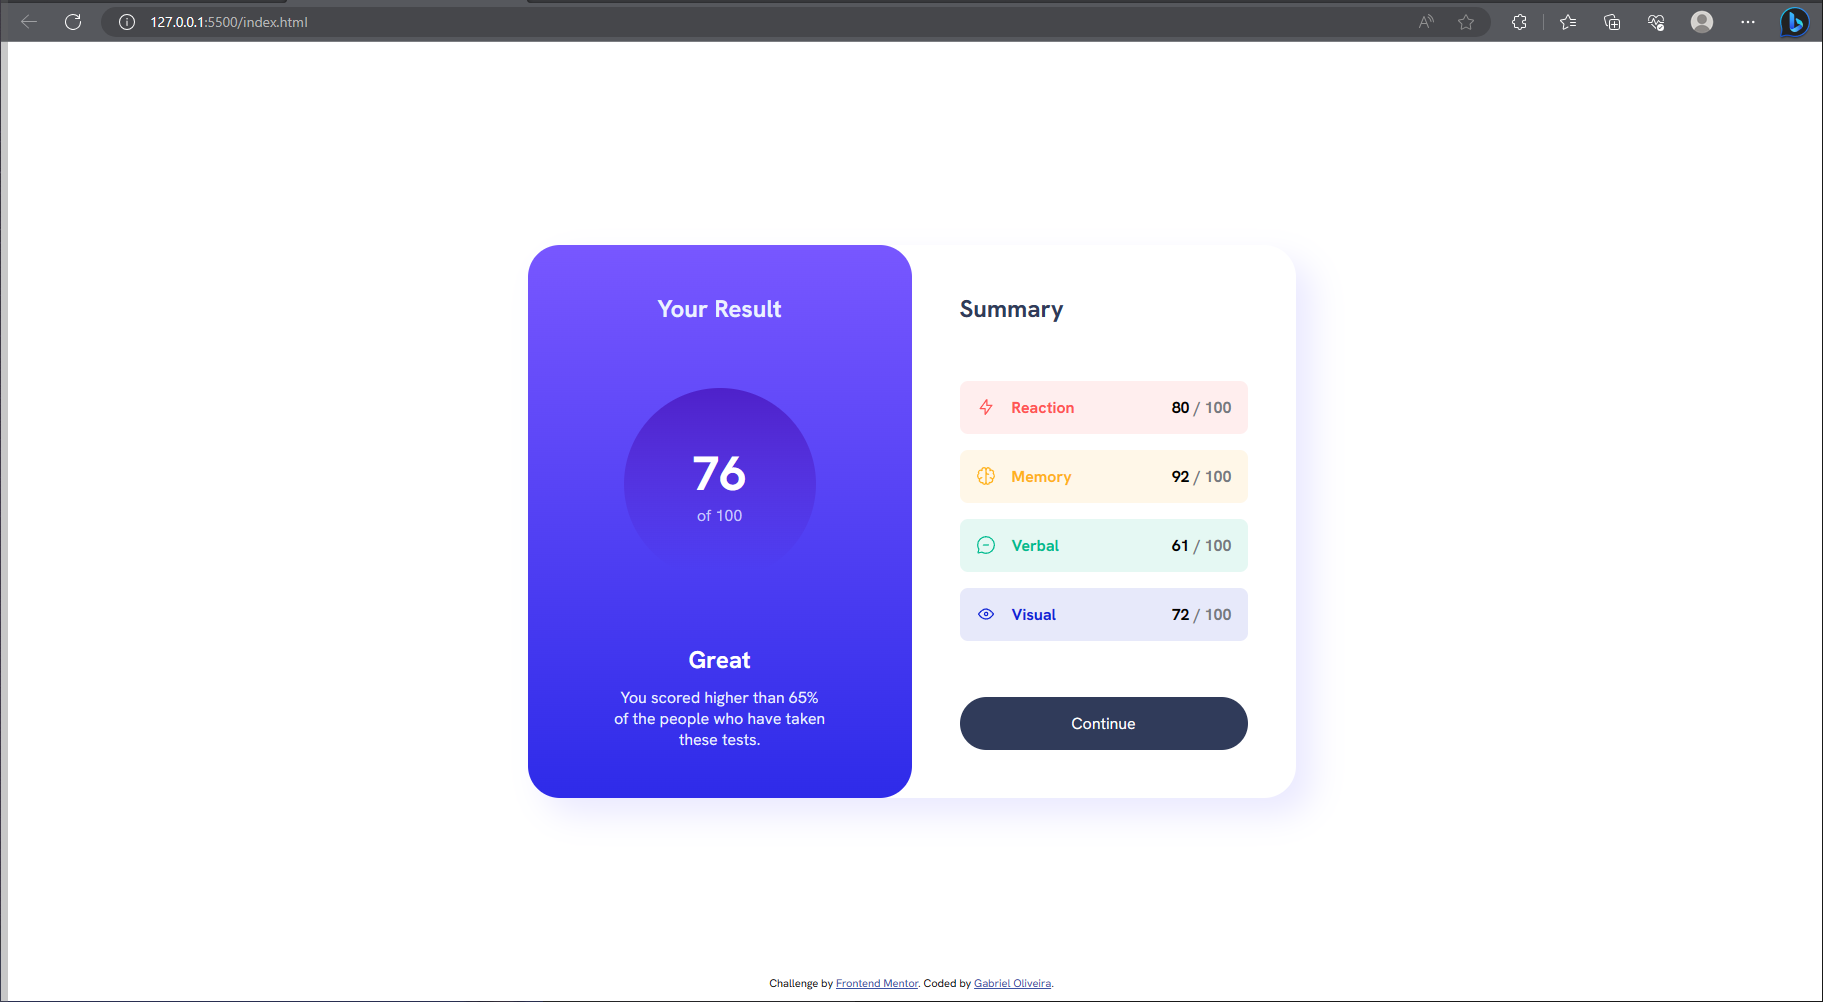 127.0.0.1:5500/index.html
Your Result
76
of 100
Great
You scored higher than 65%
of the people who have taken
these tests.
Summary
Reaction 80 / 100
Memory 92 / 100
Verbal 61 / 100
Visual 72 / 100
Continue
Challenge by Frontend Mentor. Coded by Gabriel Oliveira.